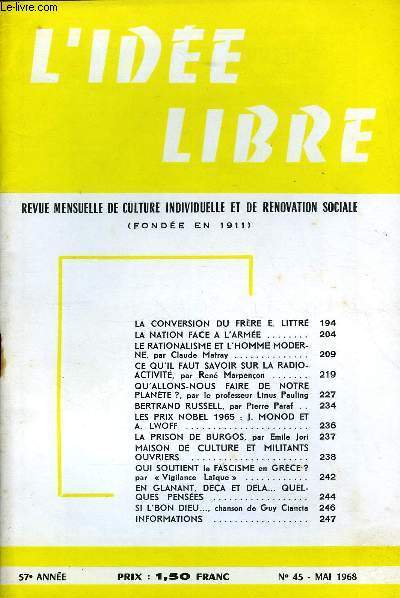 Le-livre.com
L'IDÉE
LIBRE
REVUE MENSUELLE DE CULTURE INDIVIDUELLE ET DE RENOVATION SOCIALE
(FONDÉE EN 1911)
LA CONVERSION DU FRÈRE E. LITTRÉ 194
LA NATION FACE A L'ARMÉE ........ 204
LE RATIONALISME ET L'HOMME MODER-
NE, par Claude Matray .............. 209
CE QU'IL FAUT SAVOIR SUR LA RADIO-
ACTIVITÉ, par René Marpençon ....... 219
QU'ALLONS-NOUS FAIRE DE NOTRE
PLANÈTE ?, par le professeur Linus Pauling 227
BERTRAND RUSSELL, par Pierre Paraf .. 234
LES PRIX NOBEL 1965 : J. MONOD ET
A. LWOFF .................... 236
LA PRISON DE BURGOS, par Emile Jori 237
MAISON DE CULTURE ET MILITANTS
OUVRIERS .................... 238
QUI SOUTIENT le FASCISME en GRÈCE ?
par « Vigilance Laïque » ............. 242
EN GLANANT, DEÇA ET DELA... QUEL-
QUES PENSÉES .................. 244
SI L'BON DIEU..., chanson de Guy Ciancia 246
INFORMATIONS .................. 247
57e ANNÉE PRIX : 1,50 FRANC N° 45 - MAI 1968